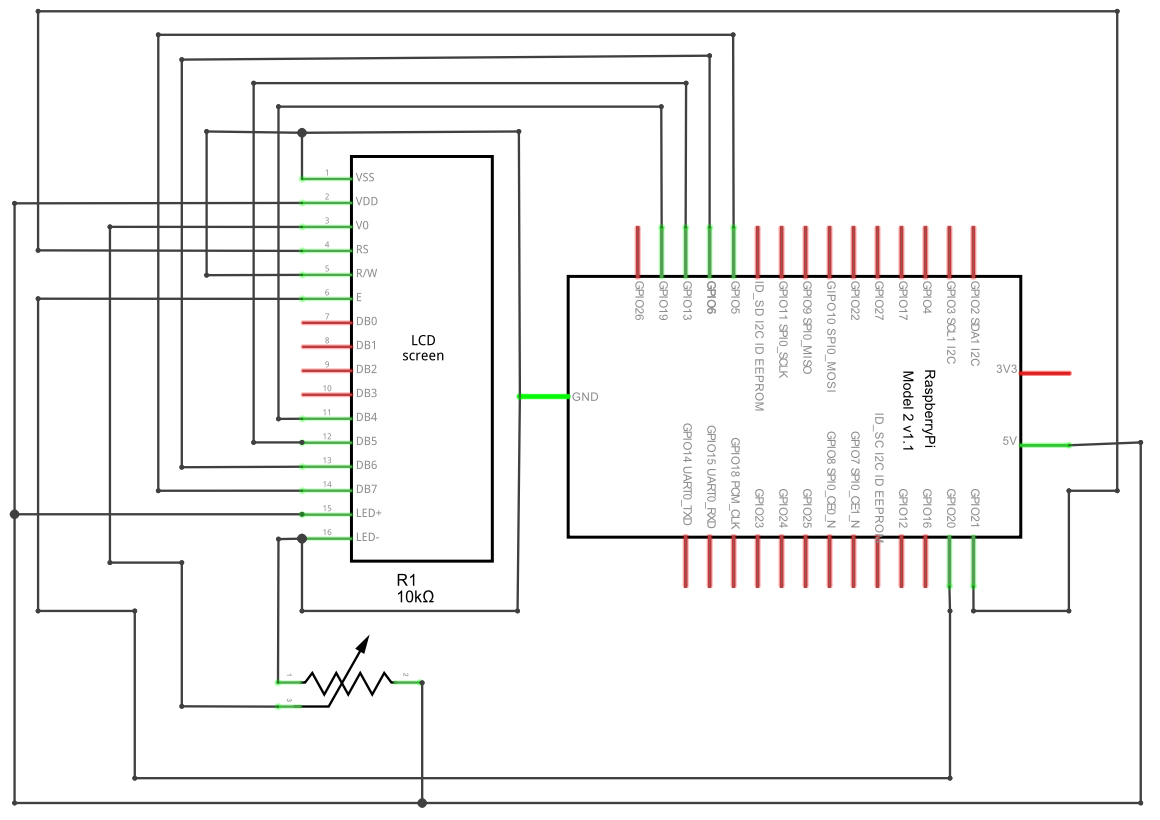 1 VSS
2 VDD
3 V0
4 RS
5 R/W
6 E
7 DB0
8 DB1
9 DB2
10 DB3
11 DB4
12 DB5
13 DB6
14 DB7
15 LED+
16 LED-
LCD
screen
R1
10kΩ
1
2
3
GPIO26
GPIO19
GPIO13
GPIO6
GPIO5
ID_SD I2C ID EEPROM
GPIO11 SPI0_SCLK
GPIO9 SPI0_MISO
GIPO10 SPI0_MOSI
GPIO22
GPIO27
GPIO17
GPIO4
GPIO3 SCL1 I2C
GPIO2 SDA1 I2C
3V3
5V
GND
RaspberryPi
Model 2 v1.1
GPIO14 UART0_TXD
GPIO15 UART0_RXD
GPIO18 PCM_CLK
GPIO23
GPIO24
GPIO25
GPIO8 SPI0_CE0_N
GPIO7 SPI0_CE1_N
ID_SC I2C ID EEPROM
GPIO12
GPIO16
GPIO20
GPIO21